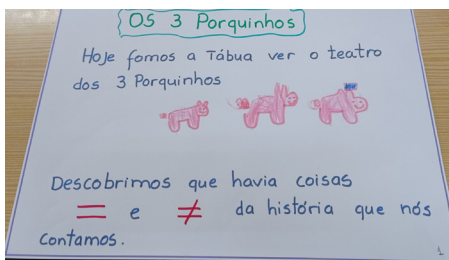 OS 3 Porquinhos
Hoje fomos a Tábua ver o teatro
dos 3 Porquinhos
Descobrimos que havia coisas
= e ≠ da história que nós
contamos.
1